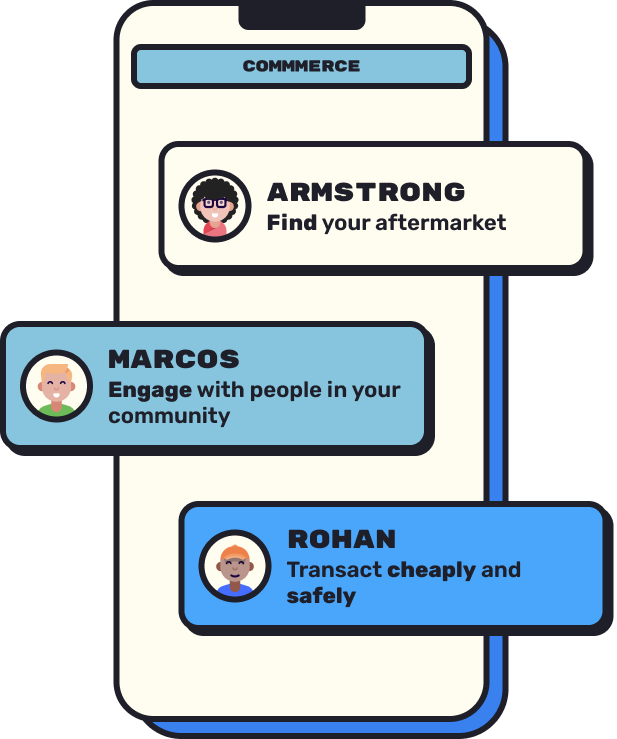 COMMMERCE
ARMSTRONG
Find your aftermarket
MARCOS
Engage with people in your
community
ROHAN
Transact cheaply and
safely